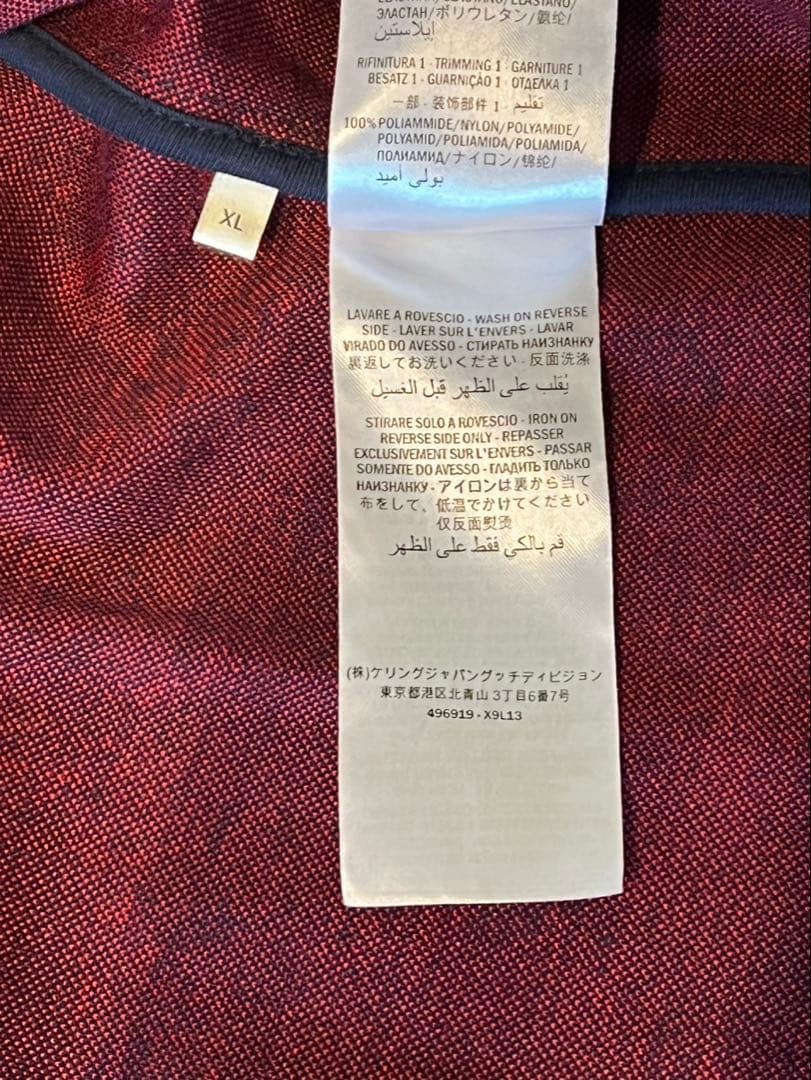 ЭЛАСТАН/ポリウレタン/氨纶/
إيلاستين
RIFINITURA 1 - TRIMMING 1 - GARNITURE 1
BESATZ 1 - GUARNIÇÃO 1 - ОТДЕЛКА 1
一部 - 装饰部件 1 - تقليم
100% POLIAMMIDE/NYLON/POLYAMIDE/
POLYAMID/POLIAMIDA/POLIAMIDA/
ПОЛИАМИД/ナイロン/锦纶/
بولي أميد
XL
LAVARE A ROVESCIO - WASH ON REVERSE
SIDE - LAVER SUR L'ENVERS - LAVAR
VIRADO DO AVESSO - СТИРАТЬ НАИЗНАНКУ
裏返してお洗いください - 反面洗涤
يُقلب على الظهر قبل الغسيل
STIRARE SOLO A ROVESCIO - IRON ON
REVERSE SIDE ONLY - REPASSER
EXCLUSIVEMENT SUR L'ENVERS - PASSAR
SOMENTE DO AVESSO - ГЛАДИТЬ ТОЛЬКО
НАИЗНАНКУ - アイロンは裏から当て
布をして、低温でかけてください
仅反面熨烫
قم بالكي فقط على الظهر
(株)ケリングジャパングッチディビジョン
東京都港区北青山 3丁目6番7号
496919 - X9L13